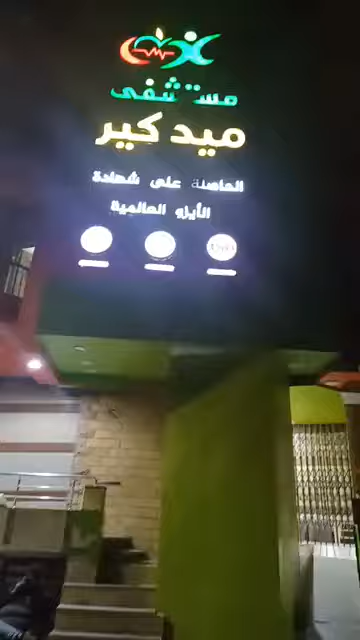 مستشفى
ميد كير
الحاصلة على شهادة
الأيزو العالمية